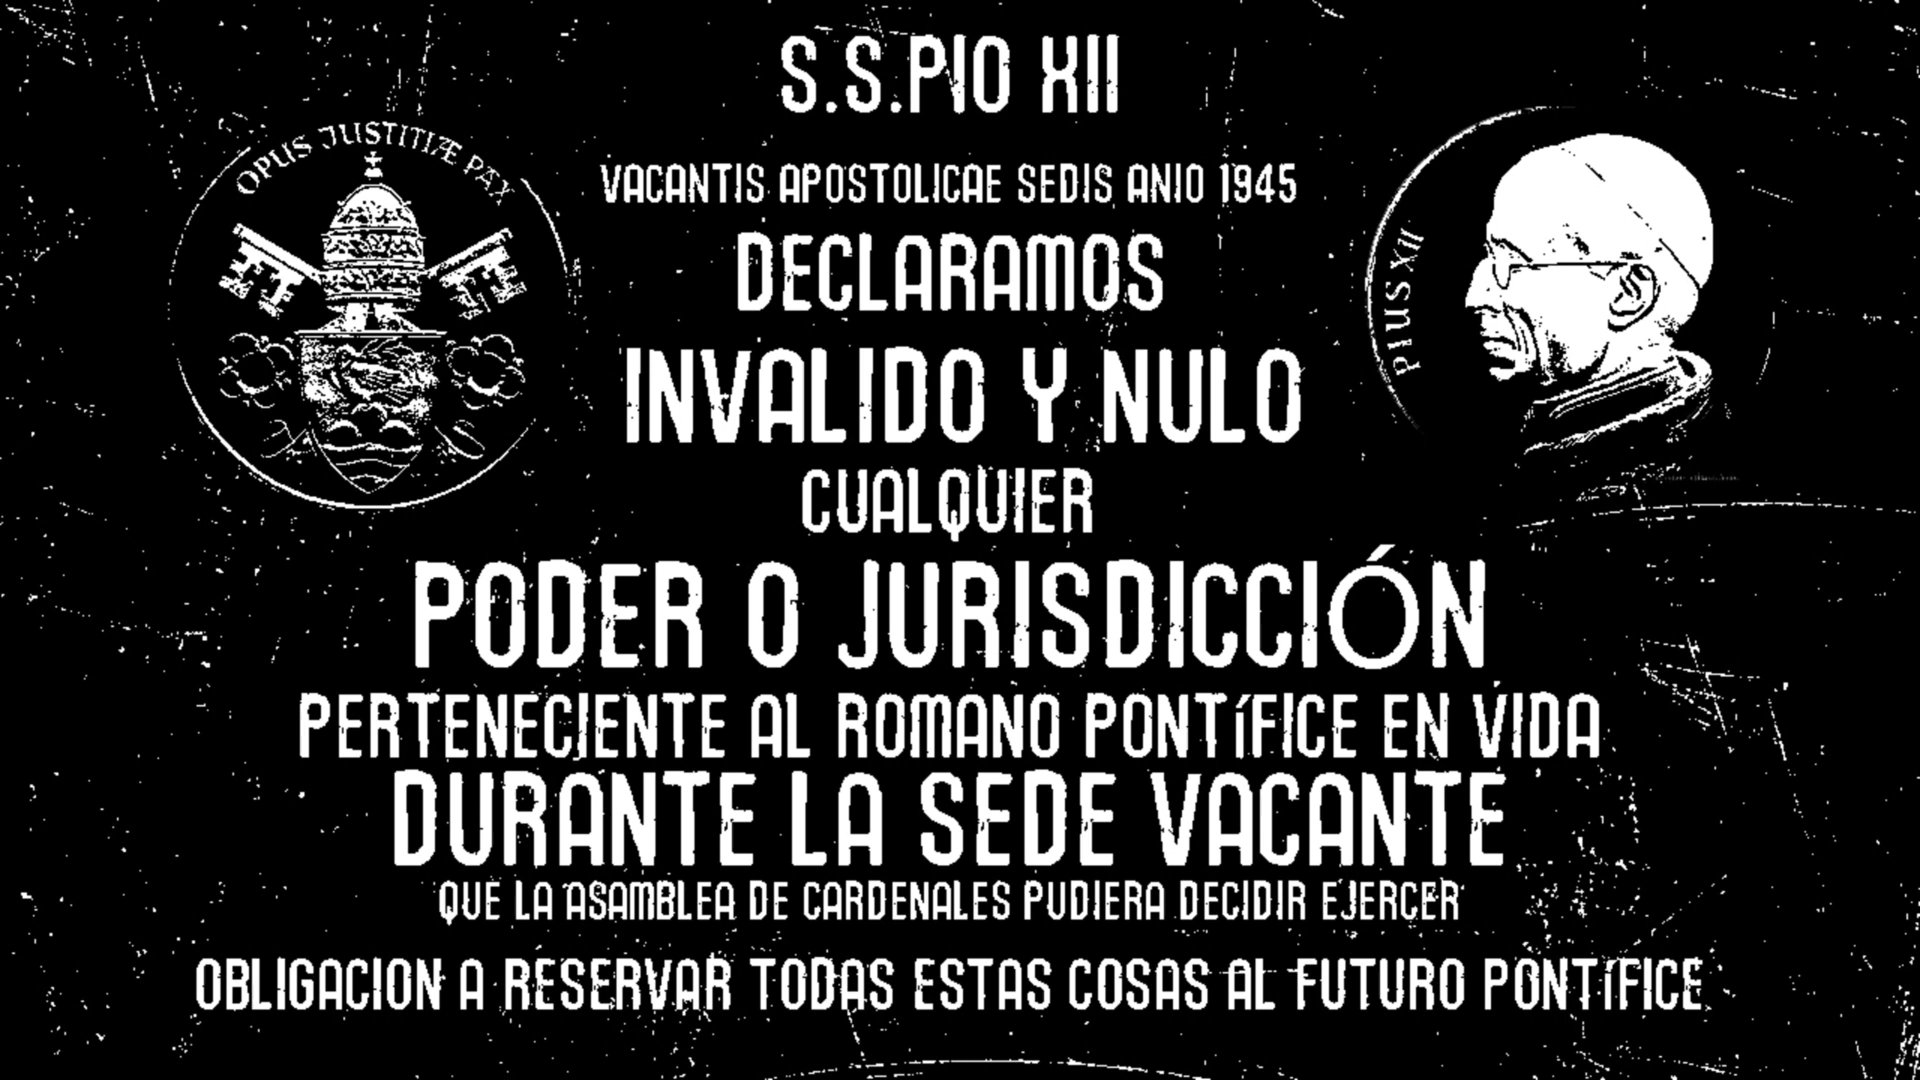 S.S.PIO XII
OPUS JUSTITIÆ PAX
VACANTIS APOSTOLICAE SEDIS ANIO 1945
DECLARAMOS
PIUS XII
INVALIDO Y NULO
CUALQUIER
PODER O JURISDICCIÓN
PERTENECIENTE AL ROMANO PONTÍFICE EN VIDA
DURANTE LA SEDE VACANTE
QUE LA ASAMBLEA DE CARDENALES PUDIERA DECIDIR EJERCER
OBLIGACION A RESERVAR TODAS ESTAS COSAS AL FUTURO PONTÍFICE